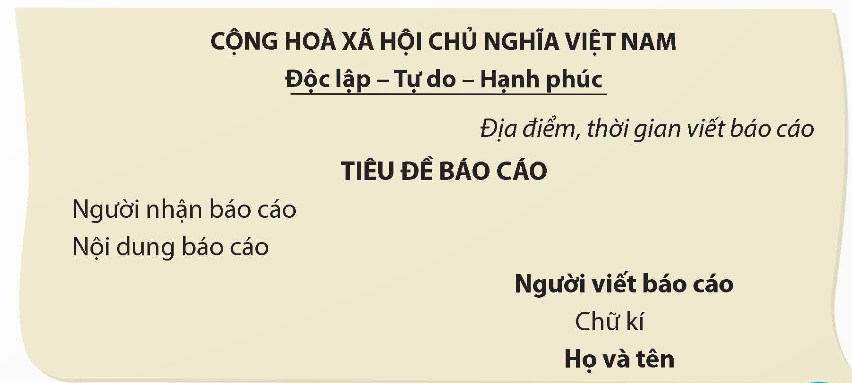 CỘNG HOÀ XÃ HỘI CHỦ NGHĨA VIỆT NAM
Độc lập – Tự do – Hạnh phúc
Địa điểm, thời gian viết báo cáo
TIÊU ĐỀ BÁO CÁO
Người nhận báo cáo
Nội dung báo cáo
Người viết báo cáo
Chữ kí
Họ và tên